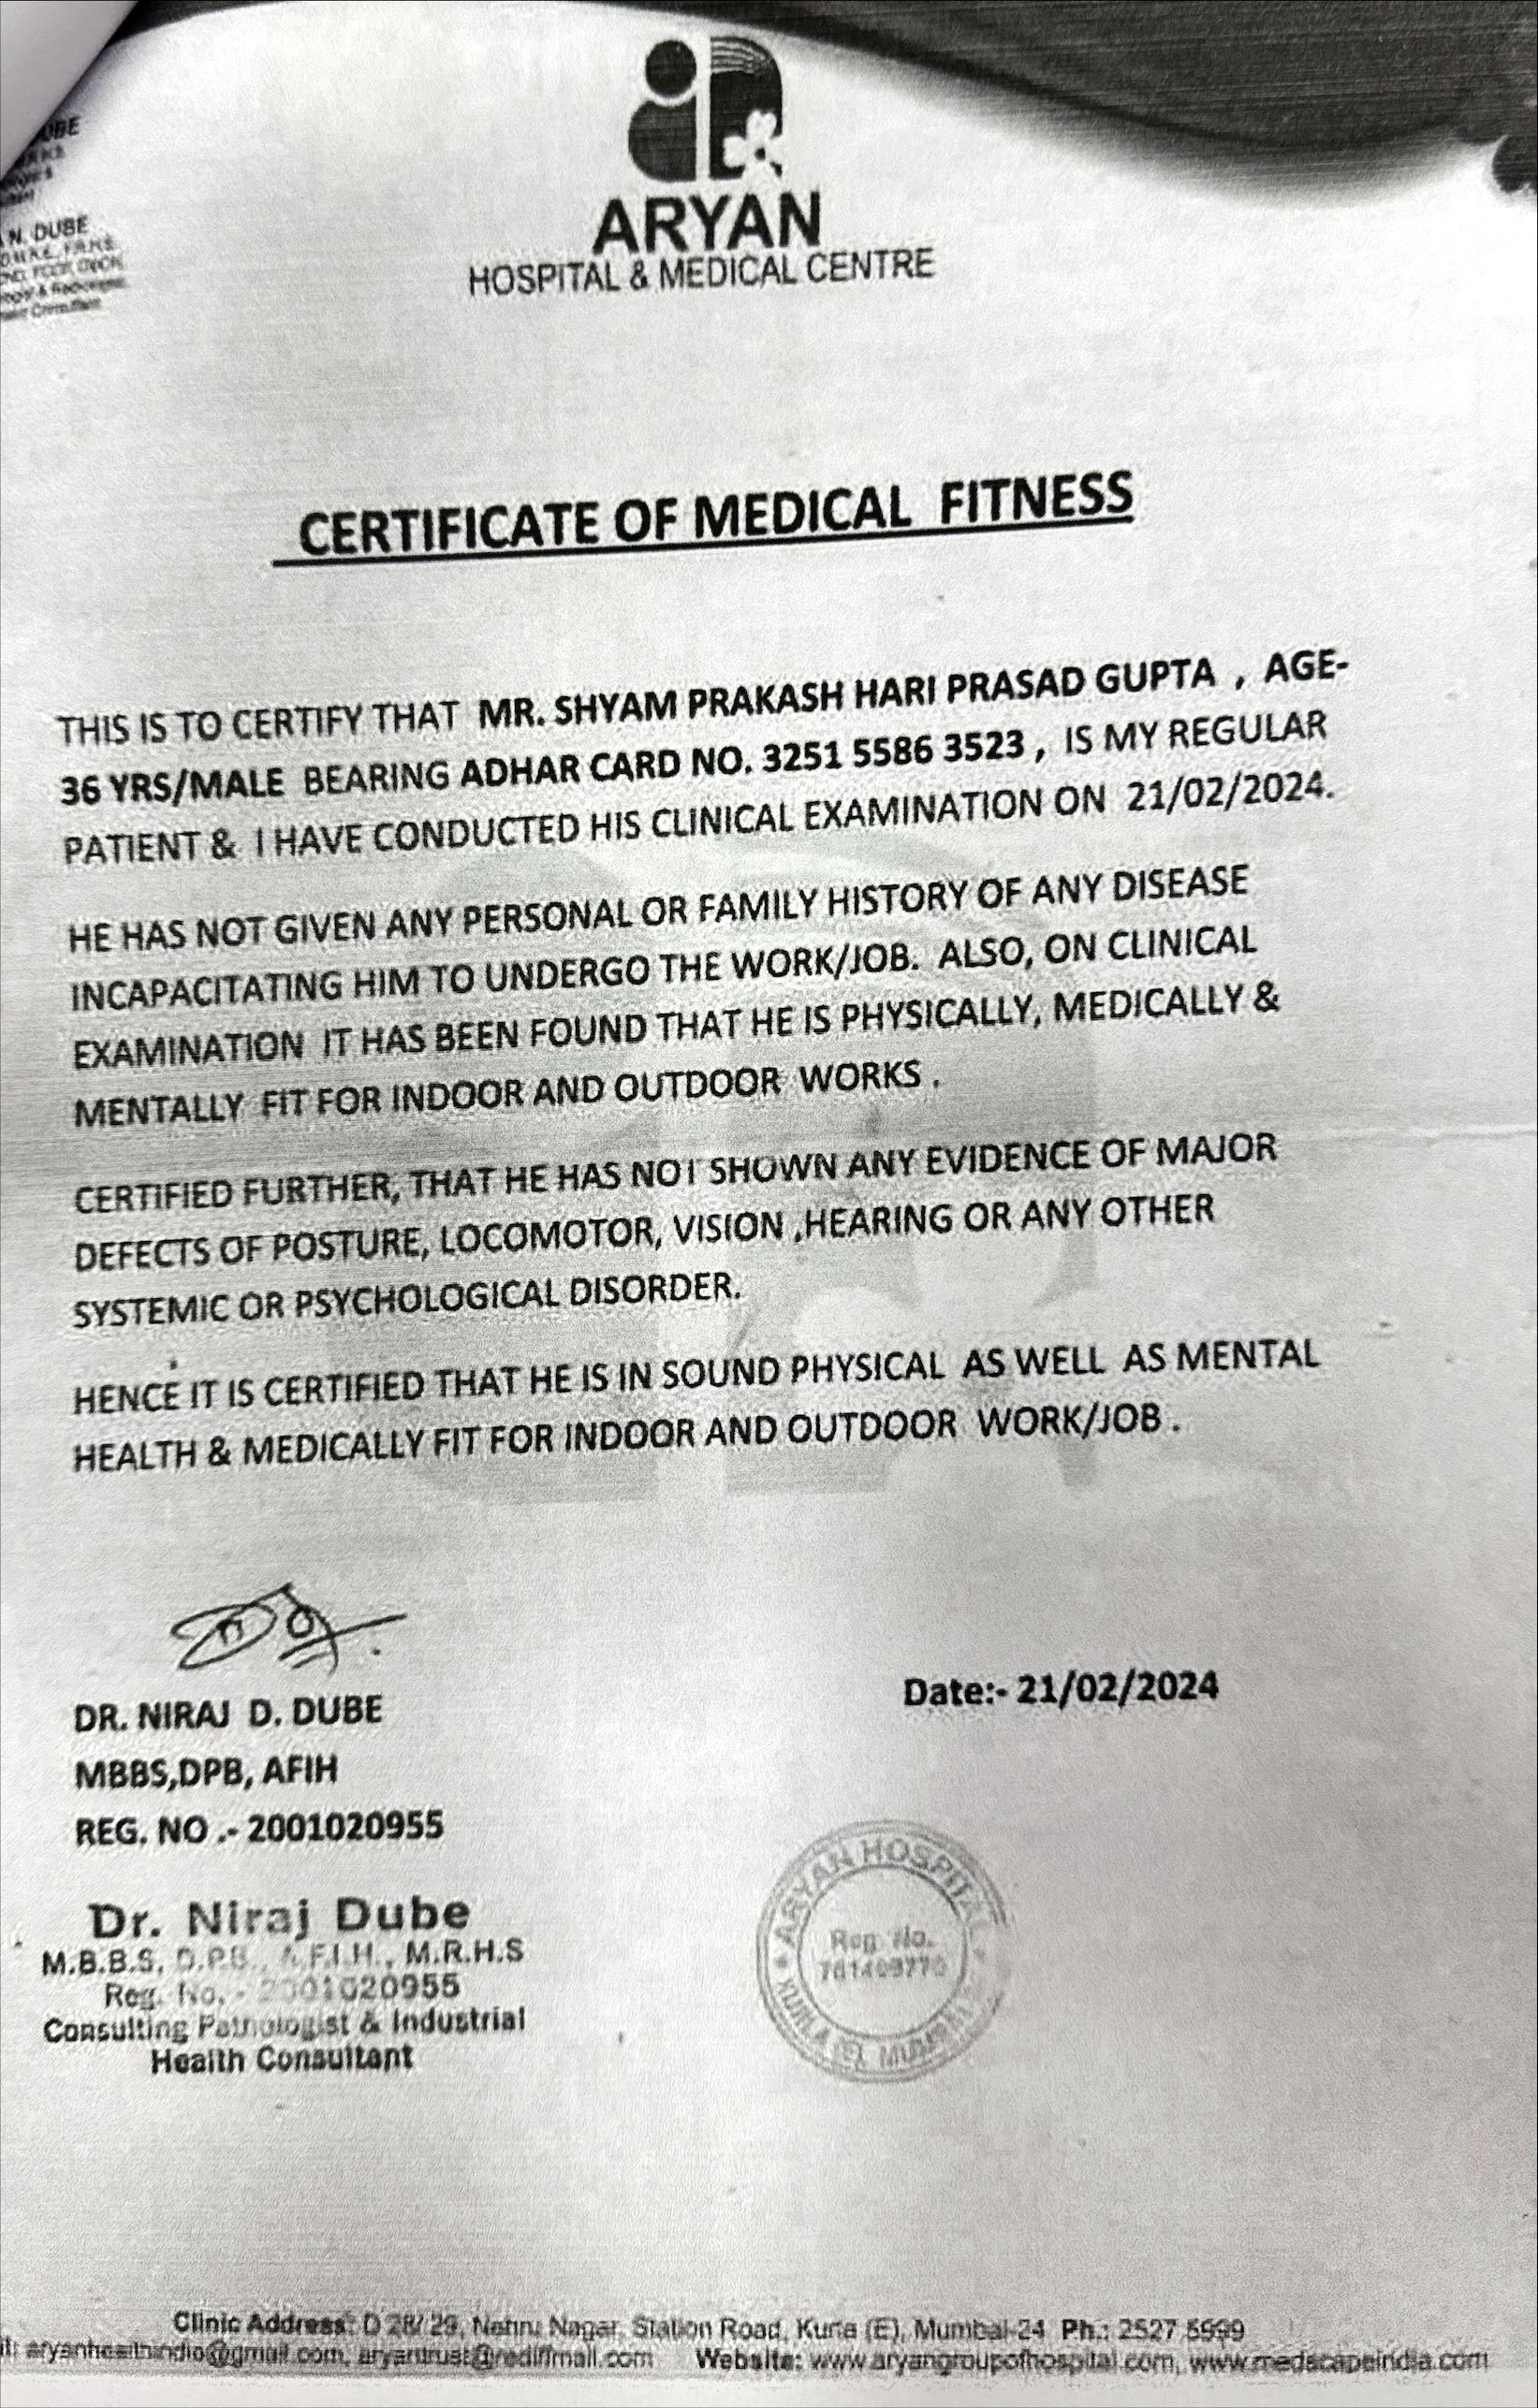 DUBE
N. DUBE
ARYAN
HOSPITAL & MEDICAL CENTRE
CERTIFICATE OF MEDICAL FITNESS
THIS IS TO CERTIFY THAT MR. SHYAM PRAKASH HARI PRASAD GUPTA , AGE-
36 YRS/MALE BEARING ADHAR CARD NO. 3251 5586 3523 , IS MY REGULAR
PATIENT & I HAVE CONDUCTED HIS CLINICAL EXAMINATION ON 21/02/2024.
HE HAS NOT GIVEN ANY PERSONAL OR FAMILY HISTORY OF ANY DISEASE
INCAPACITATING HIM TO UNDERGO THE WORK/JOB. ALSO, ON CLINICAL
EXAMINATION IT HAS BEEN FOUND THAT HE IS PHYSICALLY, MEDICALLY &
MENTALLY FIT FOR INDOOR AND OUTDOOR WORKS .
CERTIFIED FURTHER, THAT HE HAS NOT SHOWN ANY EVIDENCE OF MAJOR
DEFECTS OF POSTURE, LOCOMOTOR, VISION ,HEARING OR ANY OTHER
SYSTEMIC OR PSYCHOLOGICAL DISORDER.
HENCE IT IS CERTIFIED THAT HE IS IN SOUND PHYSICAL AS WELL AS MENTAL
HEALTH & MEDICALLY FIT FOR INDOOR AND OUTDOOR WORK/JOB .
DR. NIRAJ D. DUBE
Date:- 21/02/2024
MBBS,DPB, AFIH
REG. NO .- 2001020955
Dr. Niraj Dube
M.B.B.S, D.P.B., A.F.I.H., M.R.H.S
Reg. No. - 2001020955
Consulting Pathologist & Industrial
Health Consultant
ARYAN HOSPITAL
Reg No.
KURLA (E), MUMBAI
Clinic Address: D 28/ 29, Nehru Nagar, Station Road, Kurla (E), Mumbai-24 Ph.: 2527 5599
aryanhealthindio@gmail.com, aryantrust@rediffmail.com Website: www.aryangroupofhospital.com, www.medscapeindia.com